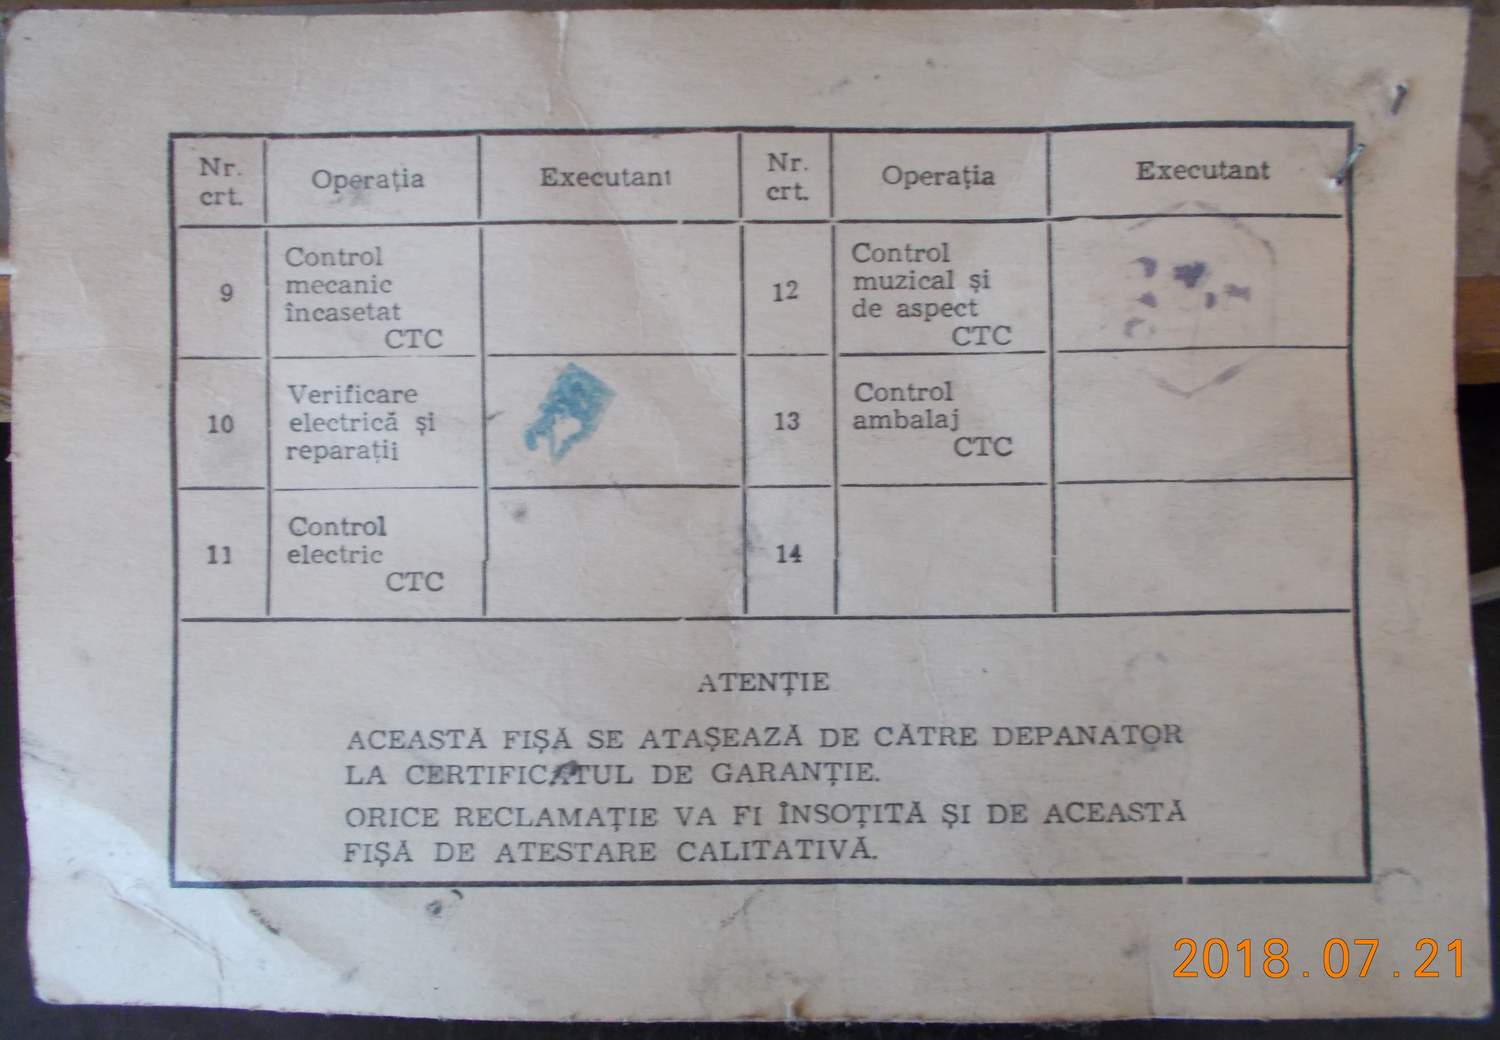 Nr. crt.
Operația
Executant
Nr. crt.
Operația
Executant
9
Control
mecanic
încasetat
CTC
12
Control
muzical și
de aspect
CTC
10
Verificare
electrică și
reparații
13
Control
ambalaj
CTC
11
Control
electric
CTC
14
ATENȚIE
ACEASTĂ FIȘĂ SE ATAȘEAZĂ DE CĂTRE DEPANATOR
LA CERTIFICATUL DE GARANȚIE.
ORICE RECLAMAȚIE VA FI ÎNSOȚITĂ ȘI DE ACEASTĂ
FIȘĂ DE ATESTARE CALITATIVĂ.
2018.07.21